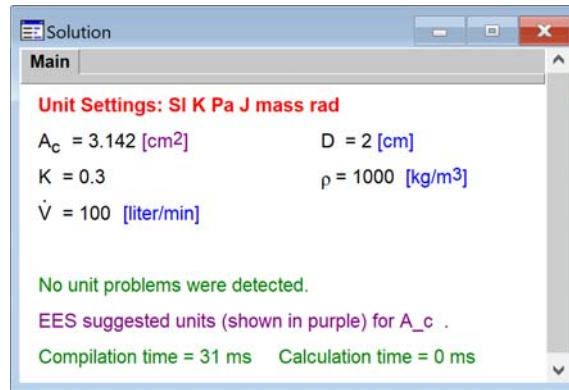 Solution
Main
Unit Settings: SI K Pa J mass rad
A_c = 3.142 [cm²] D = 2 [cm]
K = 0.3 ρ = 1000 [kg/m³]
V̇ = 100 [liter/min]
No unit problems were detected.
EES suggested units (shown in purple) for A_c .
Compilation time = 31 ms Calculation time = 0 ms